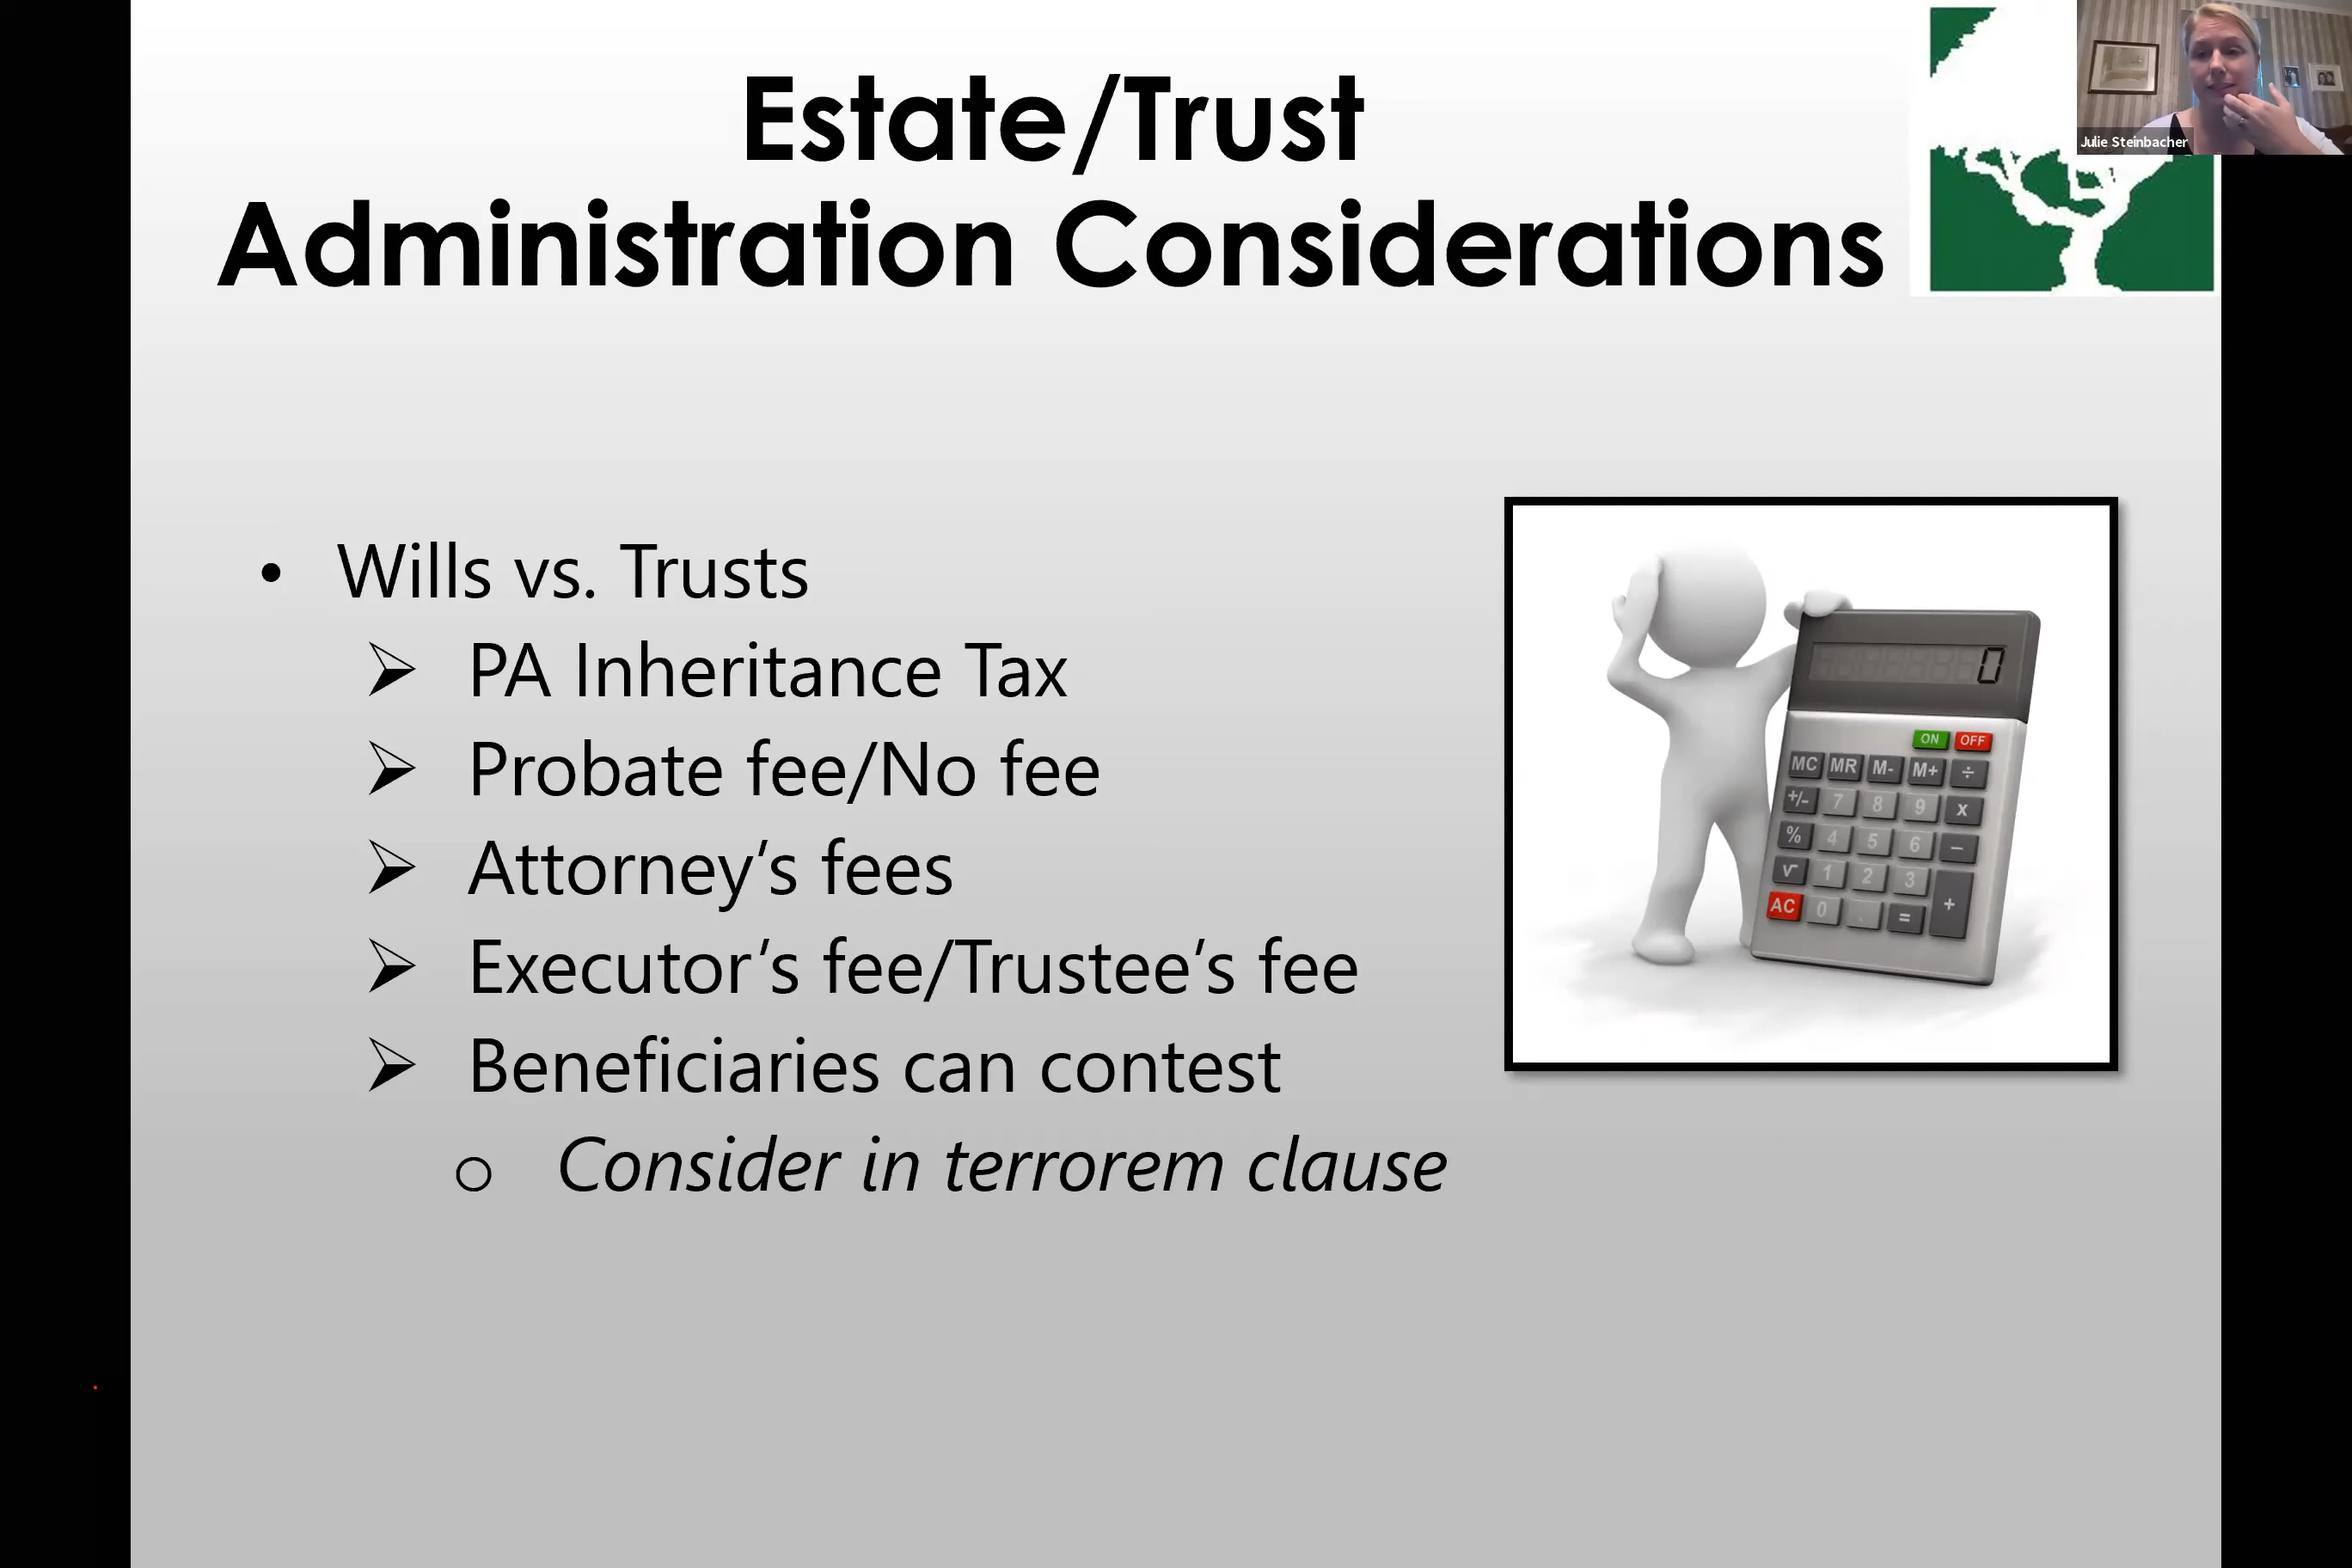 Estate/Trust
Administration Considerations
Julie Steinbacher
• Wills vs. Trusts
➢ PA Inheritance Tax
➢ Probate fee/No fee
➢ Attorney’s fees
➢ Executor’s fee/Trustee’s fee
➢ Beneficiaries can contest
o Consider in terrorem clause
0
ON OFF
MC MR M- M+ ÷
+/- 7 8 9 x
% 4 5 6 −
√ 1 2 3 +
AC 0 . =